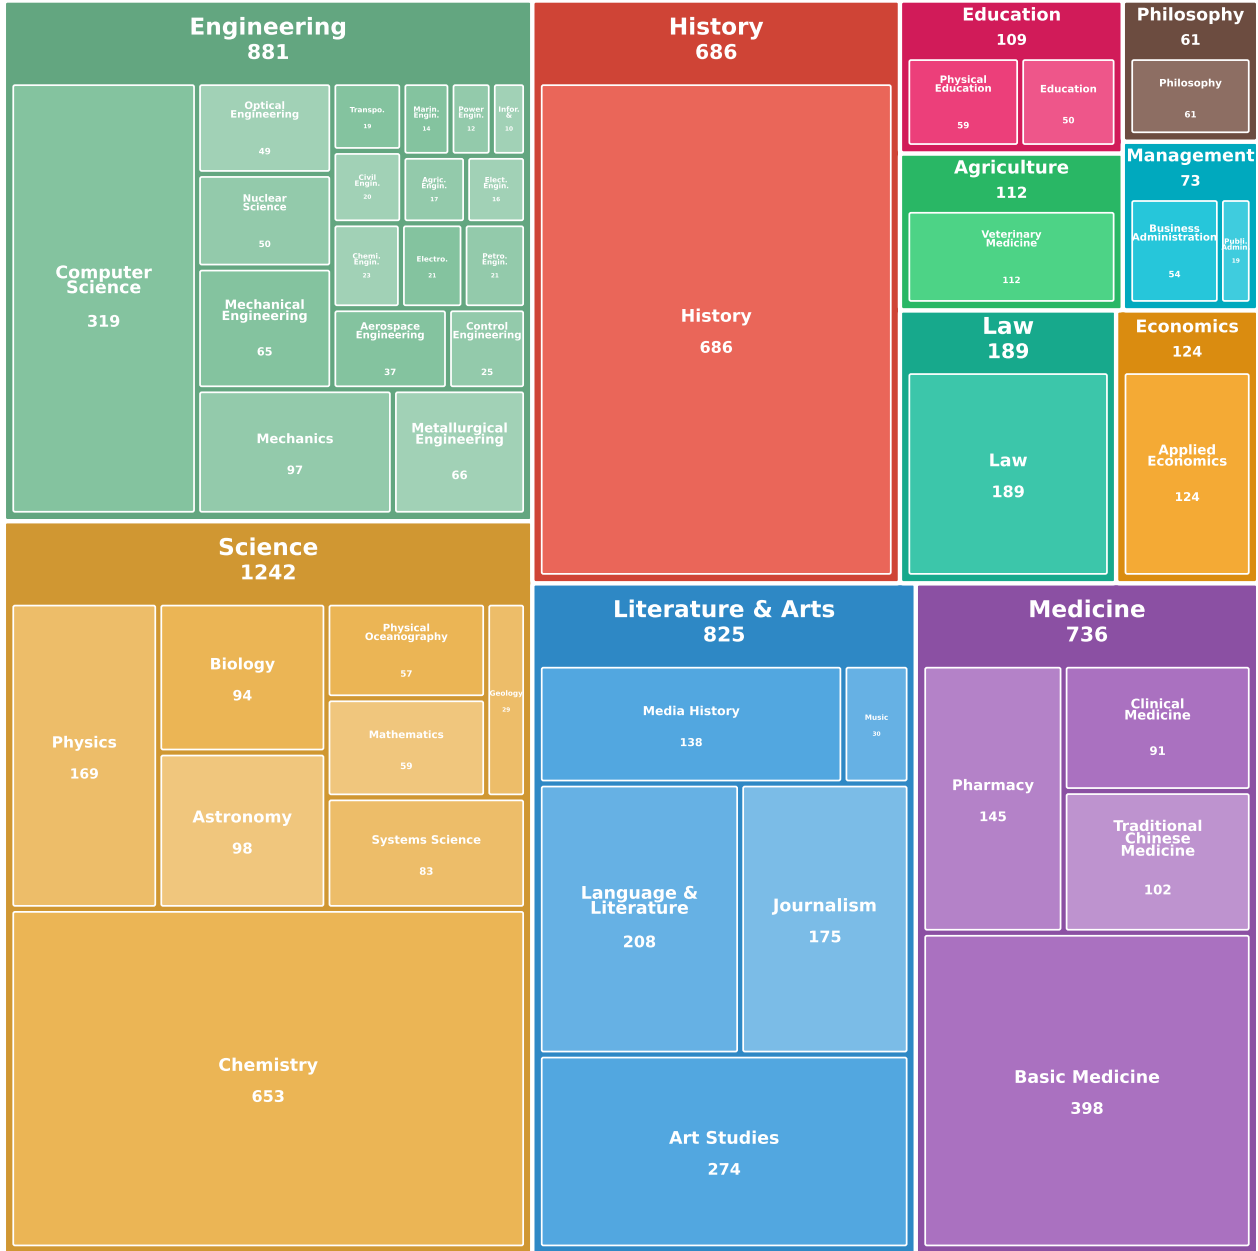 Engineering
881
Computer
Science
319
Optical
Engineering
49
Nuclear
Science
50
Mechanical
Engineering
65
Mechanics
97
Metallurgical
Engineering
66
Transpo.
19
Marin.
Engin.
14
Power
Engin.
12
Infor.
&
10
Civil
Engin.
20
Agric.
Engin.
17
Elect.
Engin.
16
Chemi.
Engin.
23
Electro.
21
Petro.
Engin.
21
Aerospace
Engineering
37
Control
Engineering
25
History
686
History
686
Education
109
Physical
Education
59
Education
50
Philosophy
61
Philosophy
61
Agriculture
112
Veterinary
Medicine
112
Management
73
Business
Administration
54
Publi.
Admin.
19
Law
189
Law
189
Economics
124
Applied
Economics
124
Science
1242
Physics
169
Biology
94
Astronomy
98
Physical
Oceanography
57
Mathematics
59
Geology
29
Systems Science
83
Chemistry
653
Literature & Arts
825
Media History
138
Music
30
Language &
Literature
208
Journalism
175
Art Studies
274
Medicine
736
Pharmacy
145
Clinical
Medicine
91
Traditional
Chinese
Medicine
102
Basic Medicine
398